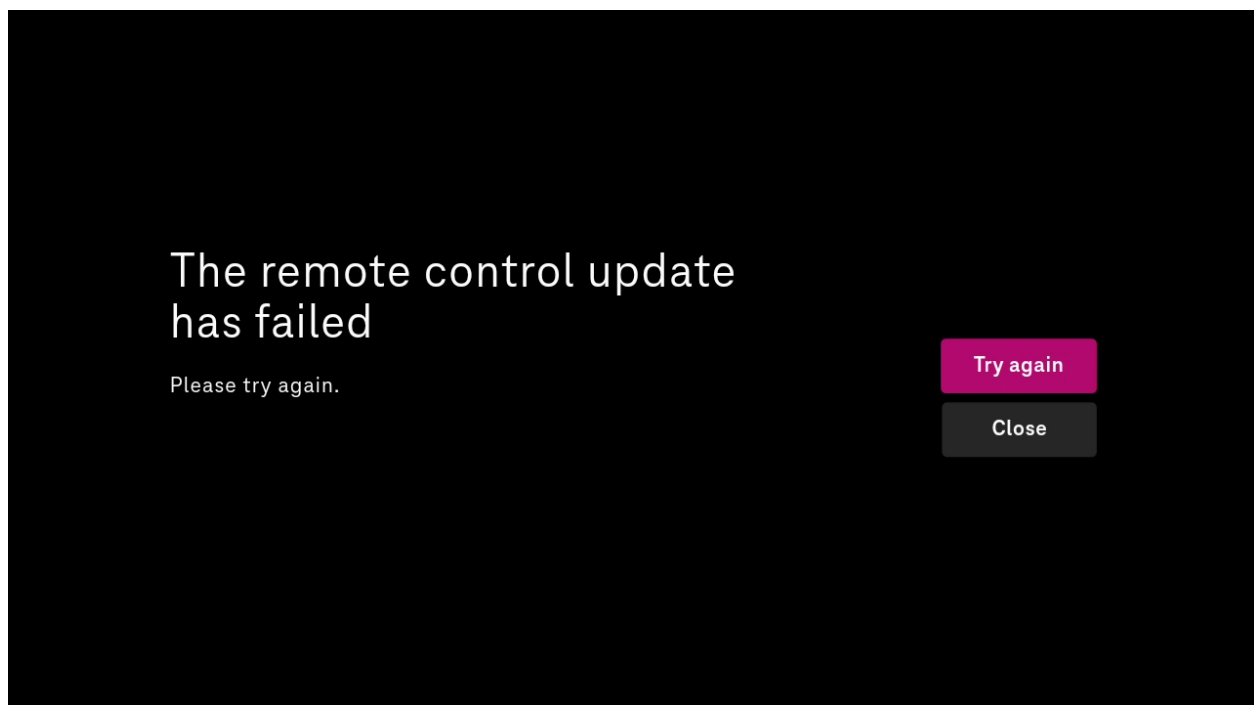 The remote control update
has failed
Please try again.
Try again
Close